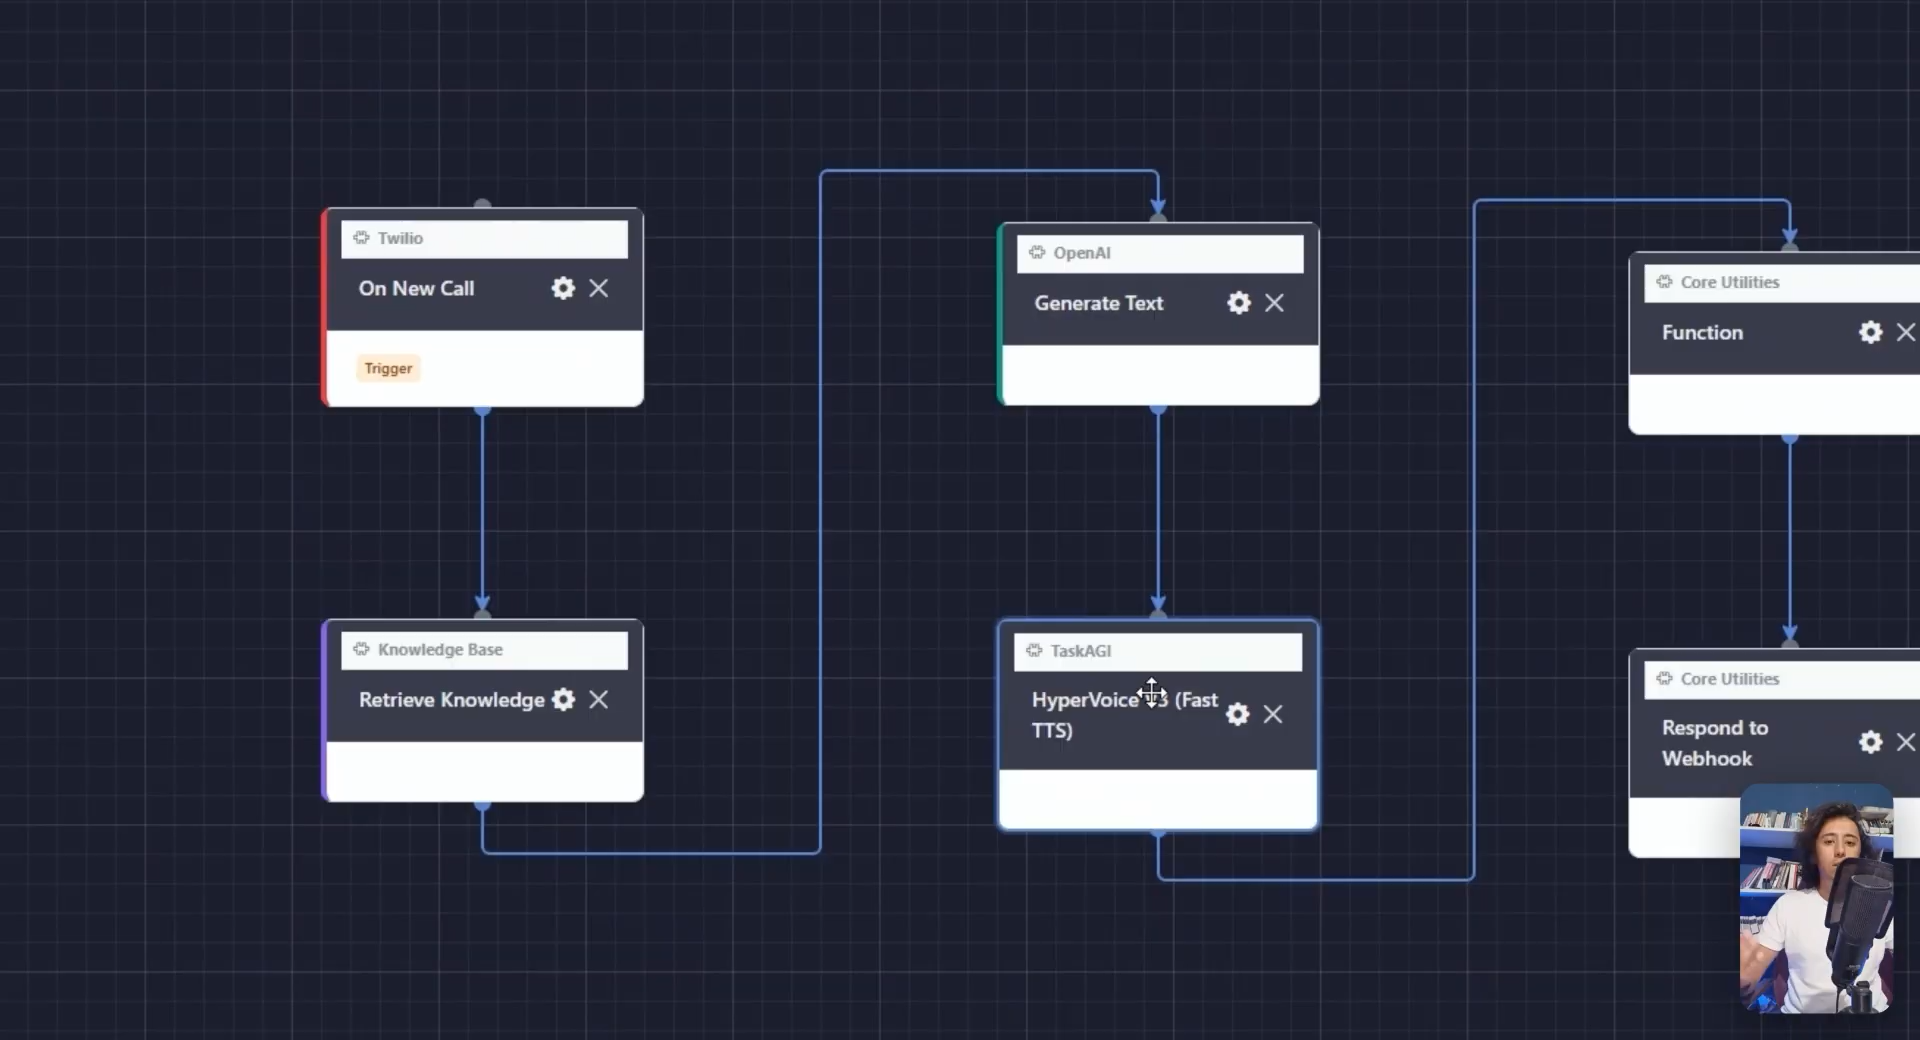 Twilio
On New Call
Trigger
Knowledge Base
Retrieve Knowledge
OpenAI
Generate Text
TaskAGI
HyperVoice (Fast
TTS)
Core Utilities
Function
Core Utilities
Respond to
Webhook